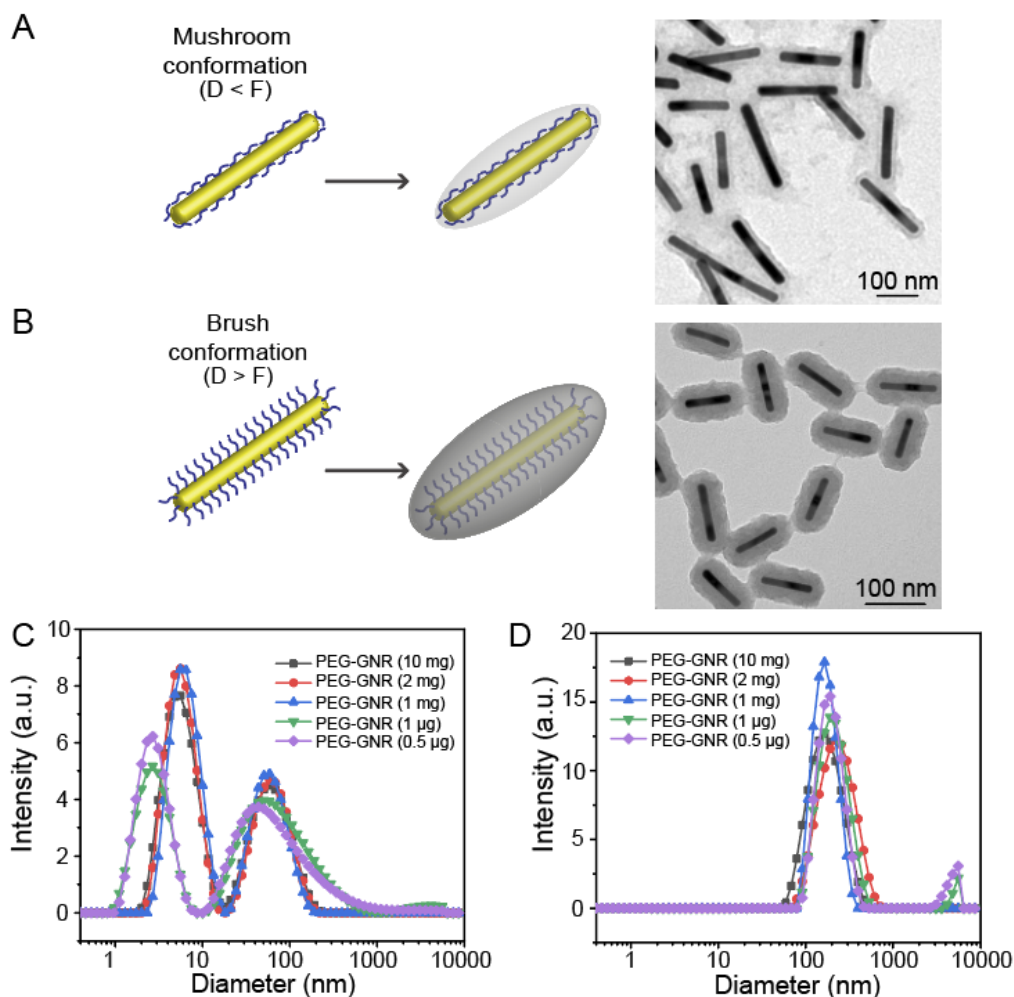 A
Mushroom
conformation
(D < F)
100 nm
B
Brush
conformation
(D > F)
100 nm
C
10
8
6
4
2
0
Intensity (a.u.)
PEG-GNR (10 mg)
PEG-GNR (2 mg)
PEG-GNR (1 mg)
PEG-GNR (1 µg)
PEG-GNR (0.5 µg)
1
10
100
1000
10000
Diameter (nm)
D
20
15
10
5
0
Intensity (a.u.)
PEG-GNR (10 mg)
PEG-GNR (2 mg)
PEG-GNR (1 mg)
PEG-GNR (1 µg)
PEG-GNR (0.5 µg)
1
10
100
1000
10000
Diameter (nm)